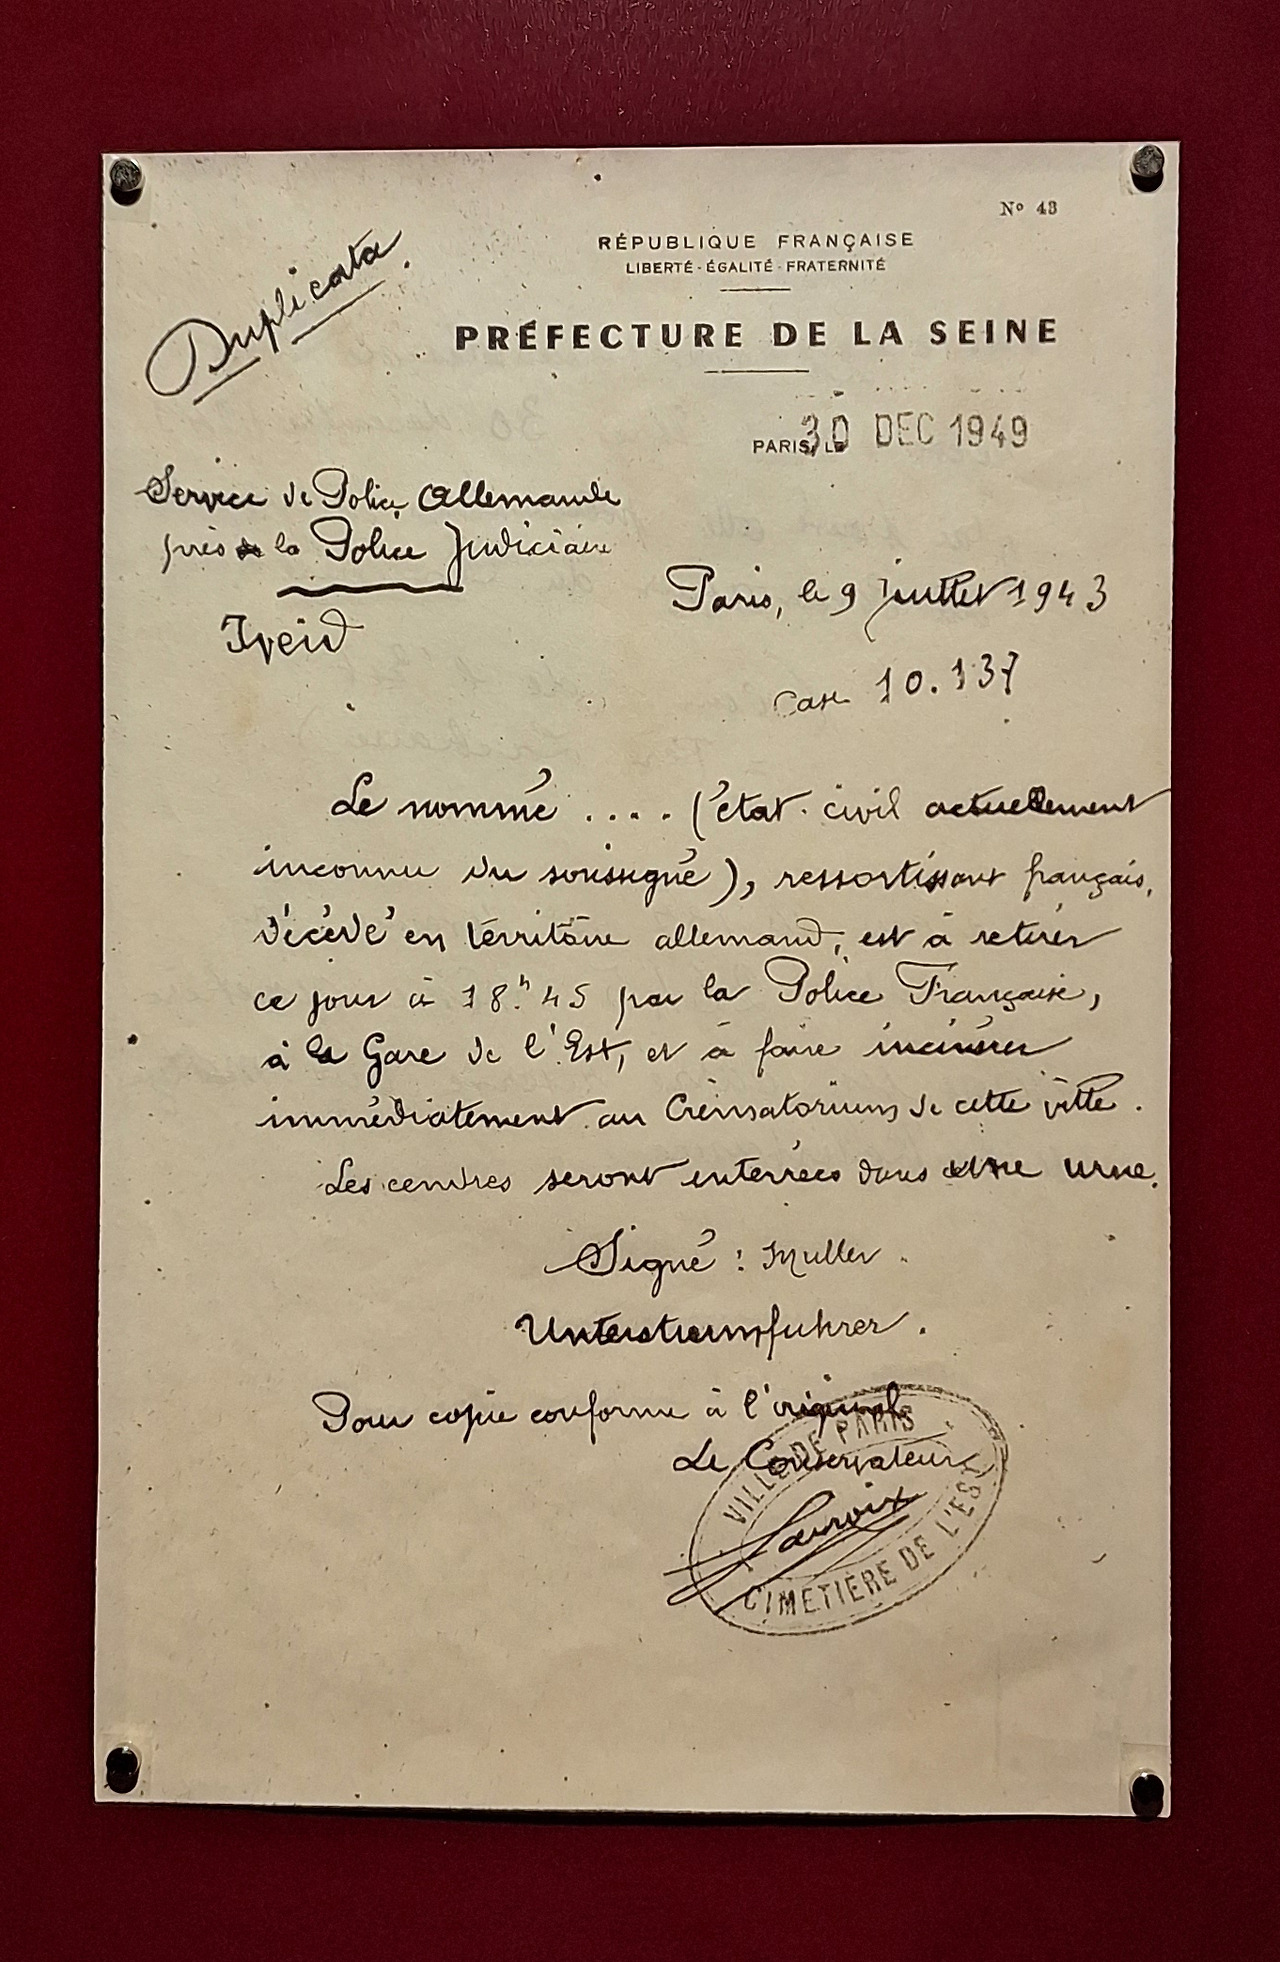 Nº 43
RÉPUBLIQUE FRANÇAISE
LIBERTÉ - ÉGALITÉ - FRATERNITÉ
Duplicata.
PRÉFECTURE DE LA SEINE
PARIS, LE 30 DEC 1949
Service de Police Allemande
près la Police Judiciaire
Paris, le 9 juillet 1943
Case 10.137
Le nommé .... (état-civil actuellement
inconnu du soussigné), ressortissant français,
décédé en territoire allemand, est à retirer
ce jour à 18.h 45 par la Police Française,
à la Gare de l'Est, et à faire incinérer
immédiatement au Crématorium de cette ville.
Les cendres seront enterrées dans une urne.
Signé : Muller.
Untersturmfuhrer.
Pour copie conforme à l'original
Le Conservateur
VILLE DE PARIS
CIMETIÈRE DE L'EST